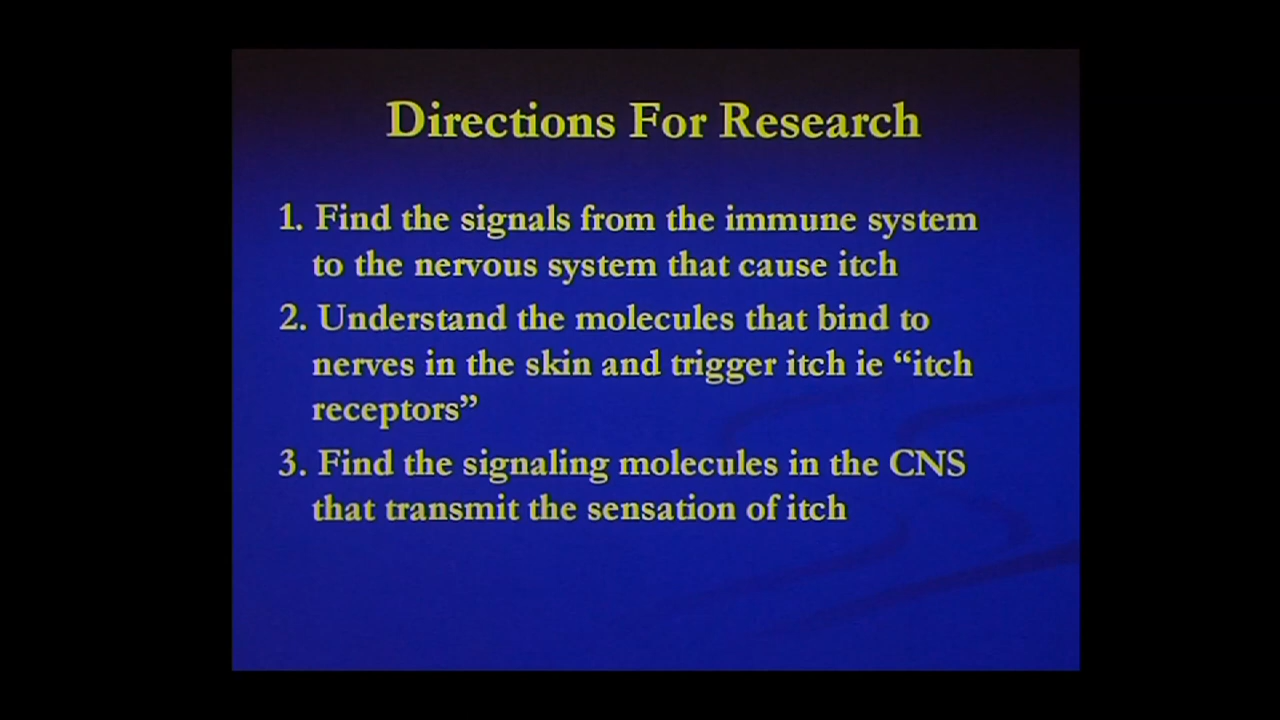 Directions For Research
1. Find the signals from the immune system
to the nervous system that cause itch
2. Understand the molecules that bind to
nerves in the skin and trigger itch ie “itch
receptors”
3. Find the signaling molecules in the CNS
that transmit the sensation of itch